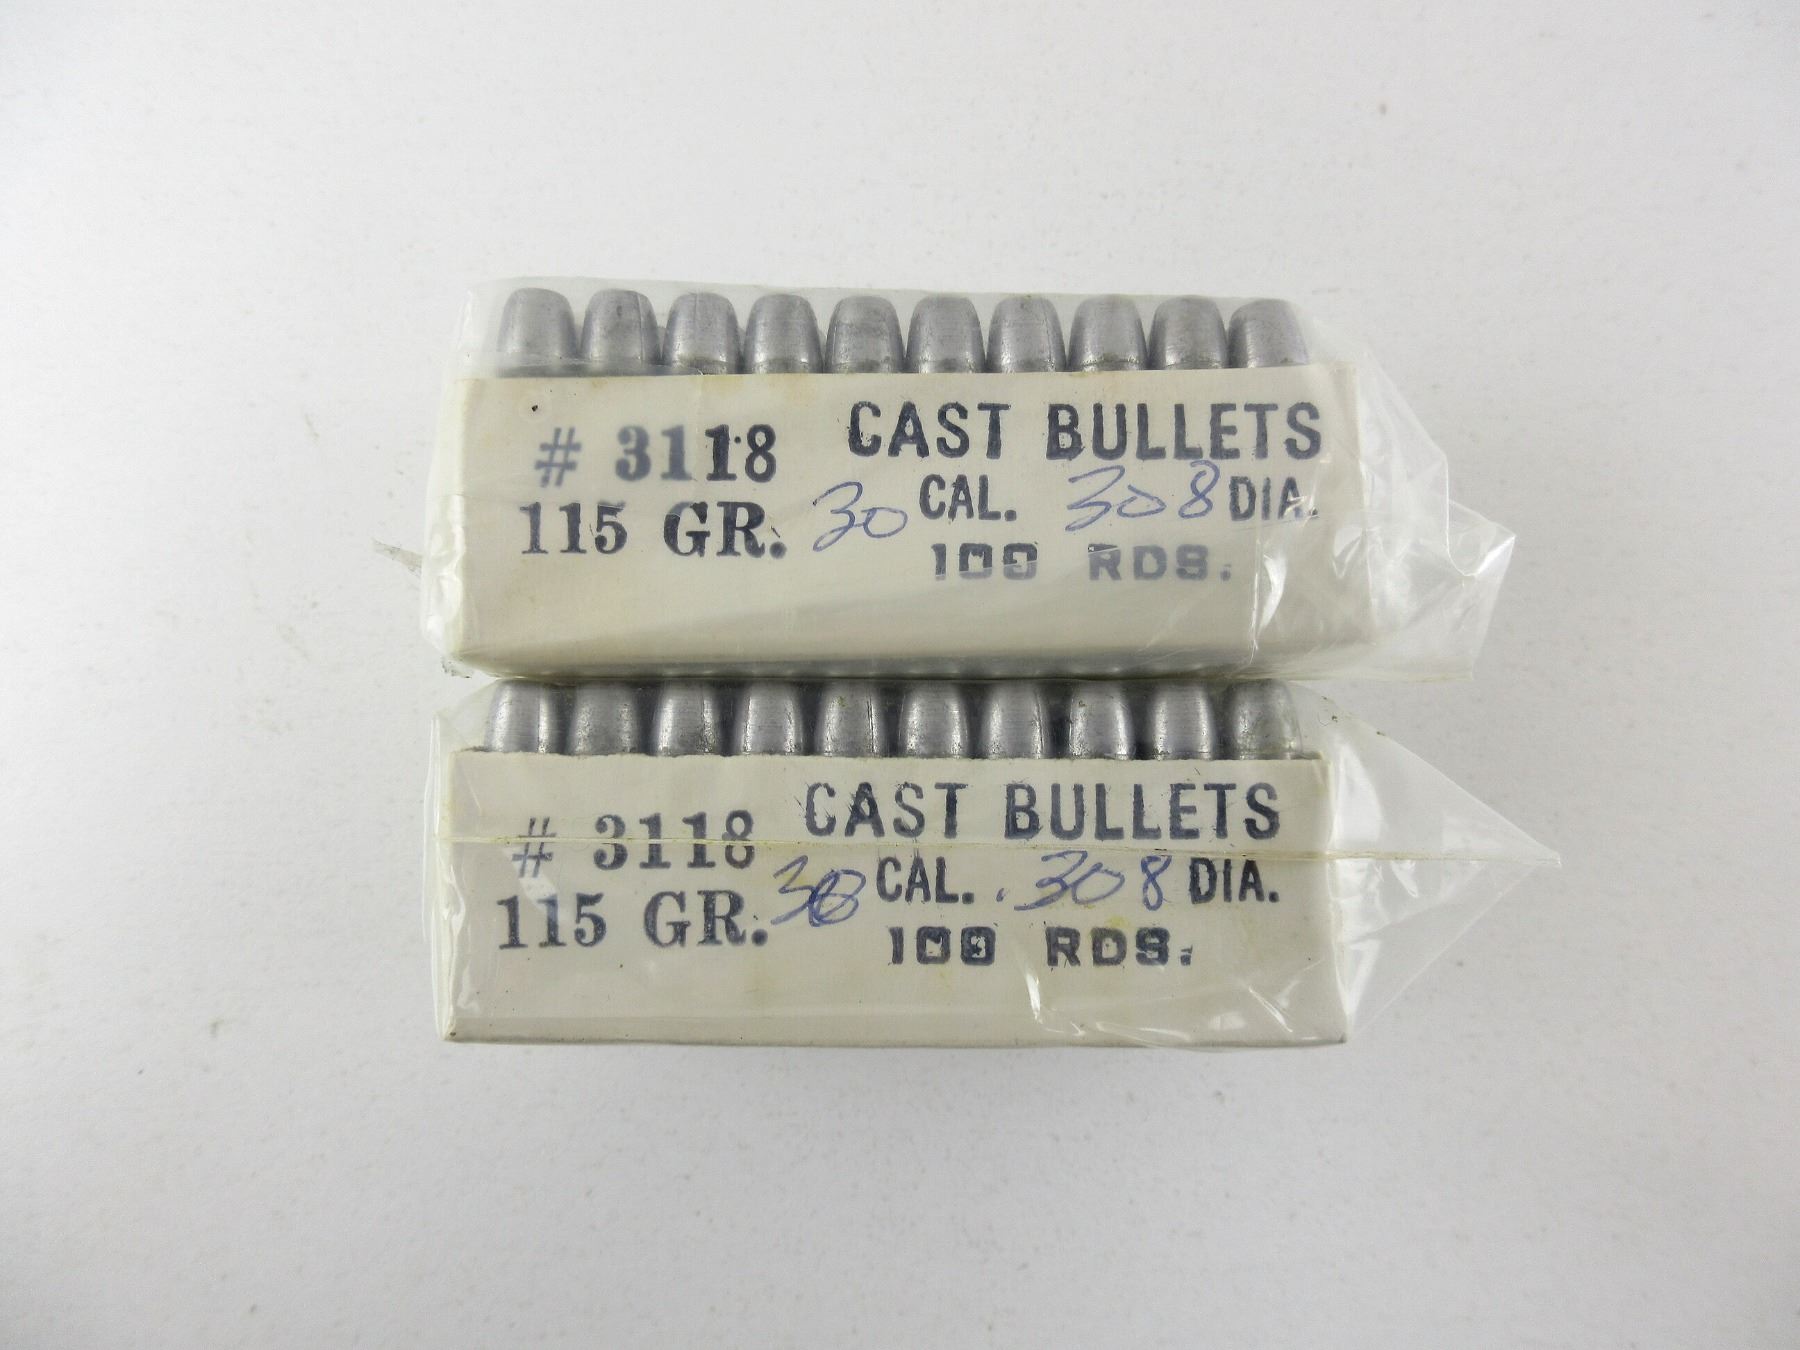 # 3118 CAST BULLETS
115 GR. 30 CAL. 308 DIA.
100 RDS.
# 3118 CAST BULLETS
115 GR. 30 CAL. .308 DIA.
100 RDS.